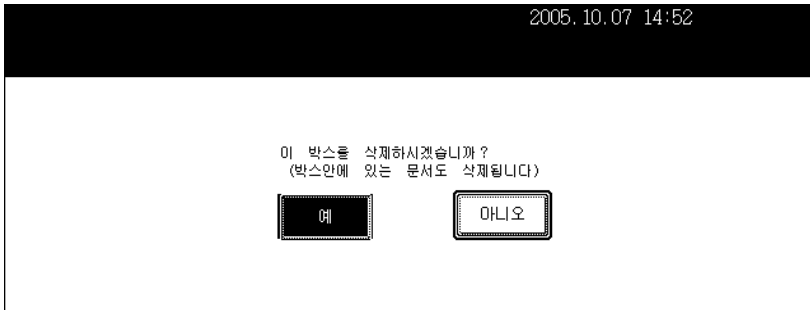 2005.10.07 14:52
이 박스을 삭제하시겠습니까?
(박스안에 있는 문서도 삭제됩니다)
예
아니오